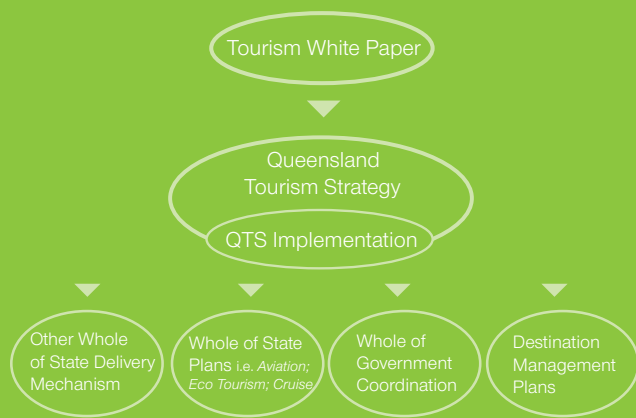 Tourism White Paper
Queensland
Tourism Strategy
QTS Implementation
Other Whole
of State Delivery
Mechanism
Whole of State
Plans i.e. Aviation;
Eco Tourism; Cruise
Whole of
Government
Coordination
Destination
Management
Plans